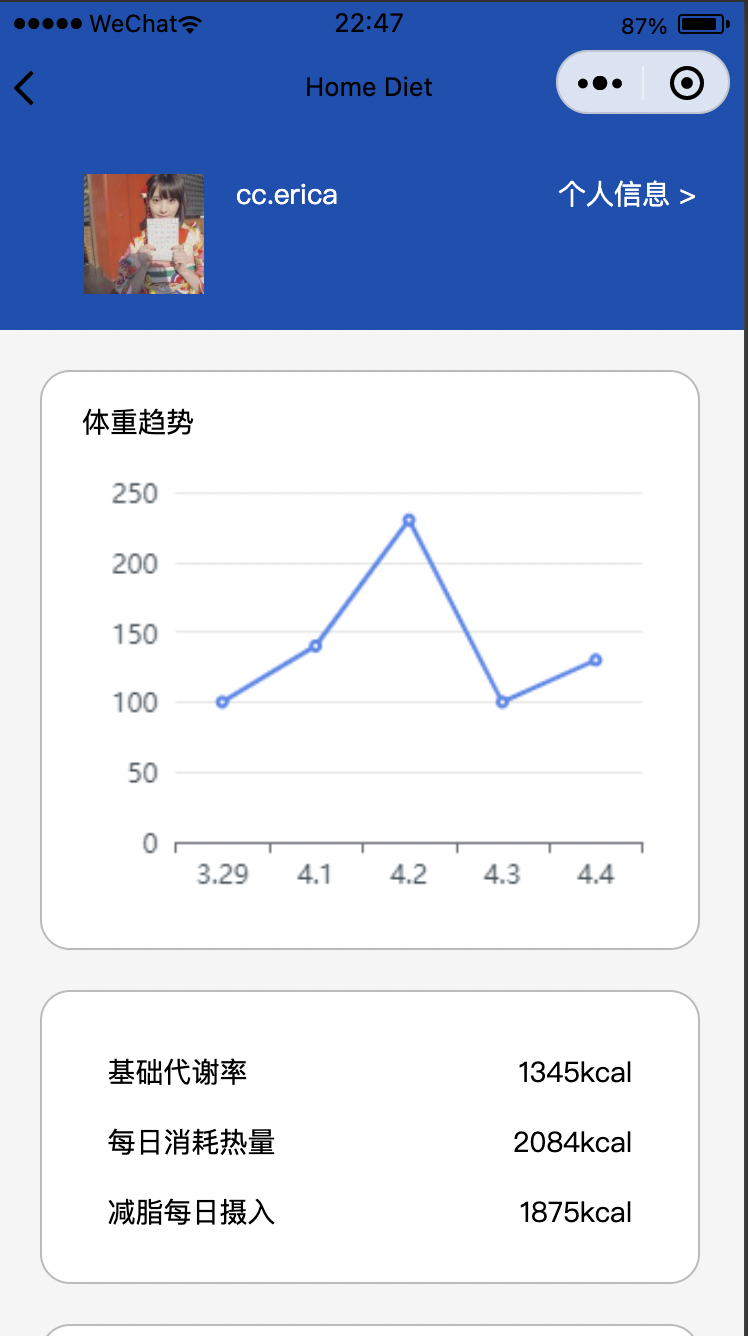 WeChat 22:47 87%
Home Diet
cc.erica 个人信息 >
体重趋势
250
200
150
100
50
0
3.29 4.1 4.2 4.3 4.4
基础代谢率 1345kcal
每日消耗热量 2084kcal
减脂每日摄入 1875kcal